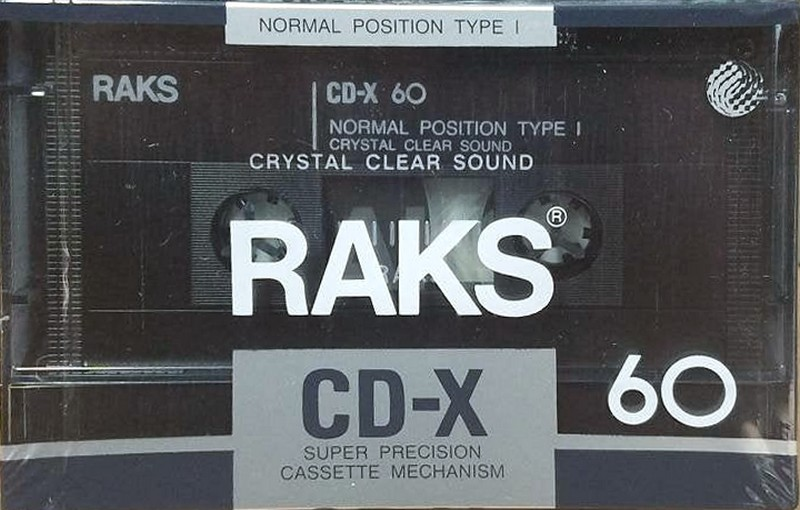 NORMAL POSITION TYPE I
RAKS
CD-X 60
NORMAL POSITION TYPE I
CRYSTAL CLEAR SOUND
CRYSTAL CLEAR SOUND
RAKS®
CD-X
60
SUPER PRECISION
CASSETTE MECHANISM